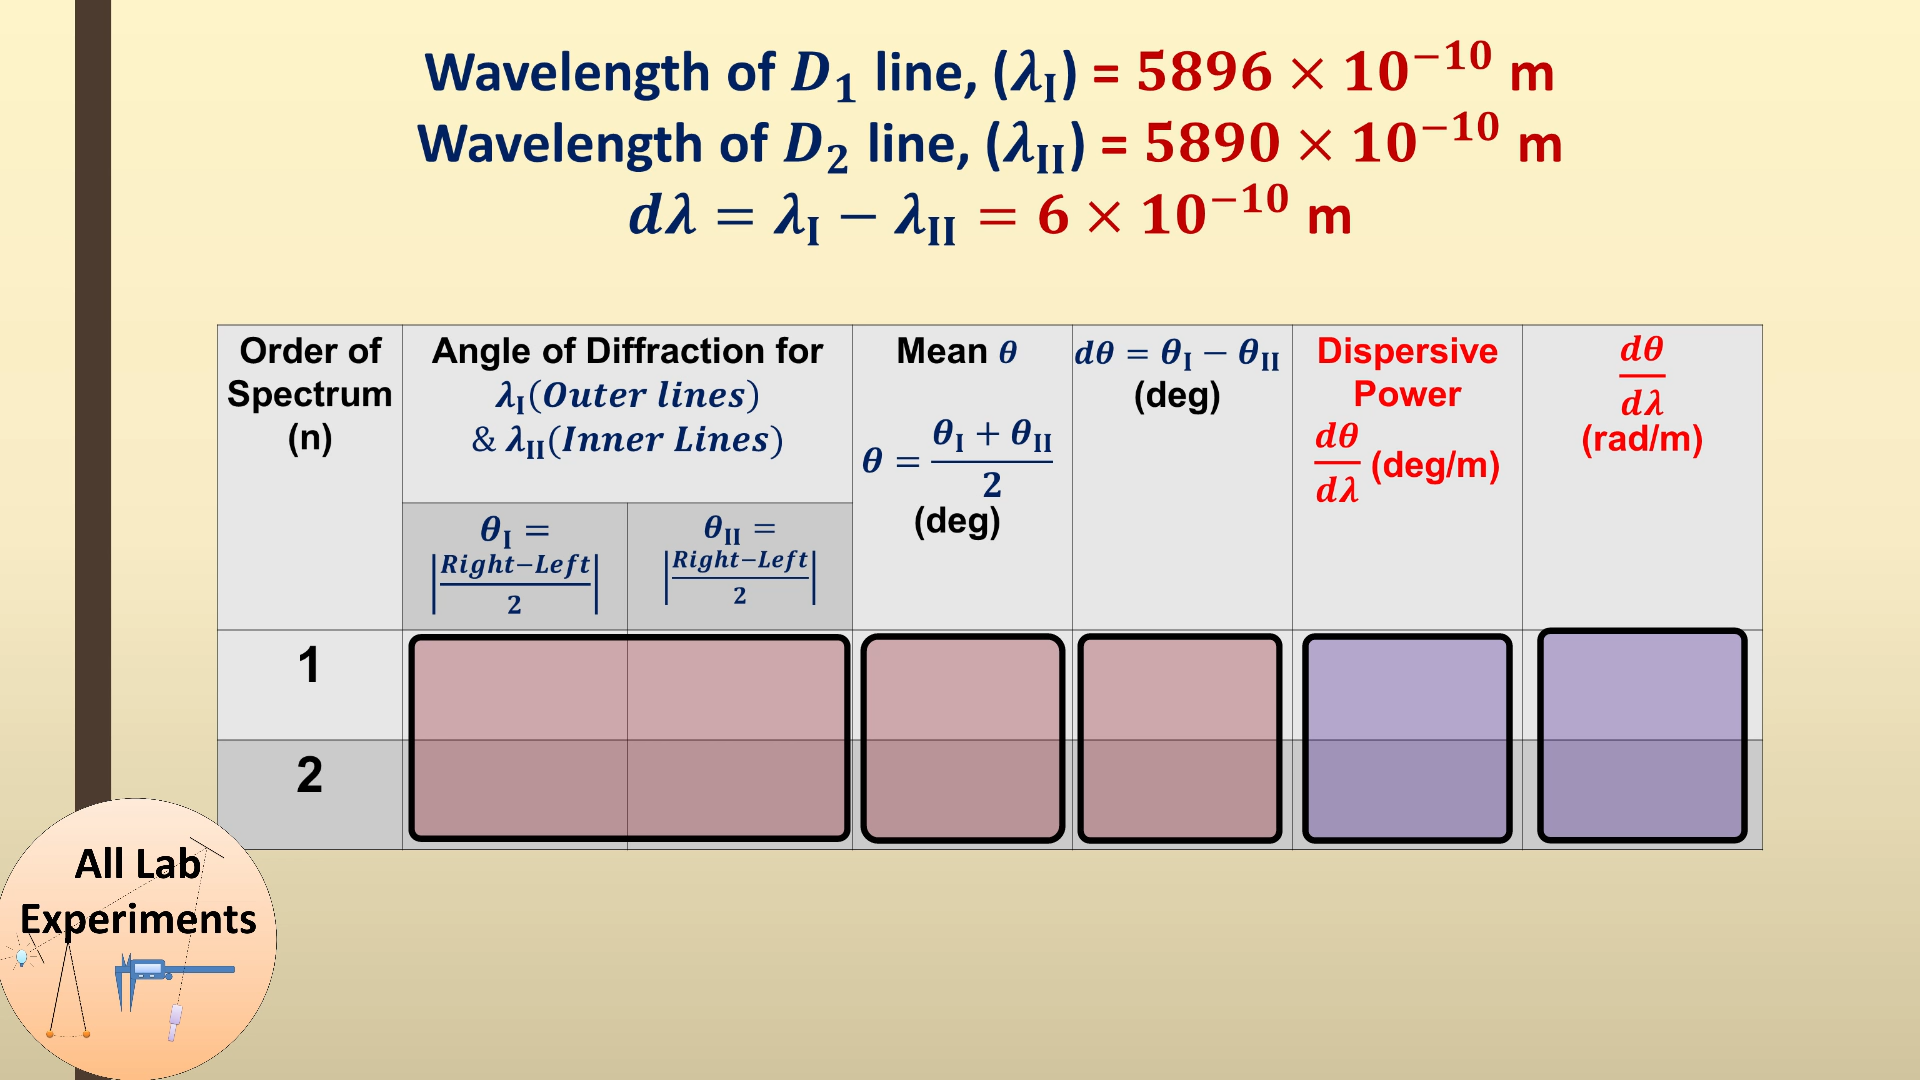 Wavelength of D₁ line, (λ_I) = 5896 × 10⁻¹⁰ m
Wavelength of D₂ line, (λ_II) = 5890 × 10⁻¹⁰ m
dλ = λ_I − λ_II = 6 × 10⁻¹⁰ m
Order of
Spectrum
(n)
Angle of Diffraction for
λ_I(Outer lines)
& λ_II(Inner Lines)
θ_I =
|Right−Left/2|
θ_II =
|Right−Left/2|
Mean θ
θ = (θ_I + θ_II)/2
(deg)
dθ = θ_I − θ_II
(deg)
Dispersive
Power
dθ/dλ (deg/m)
dθ/dλ
(rad/m)
1
2
All Lab
Experiments